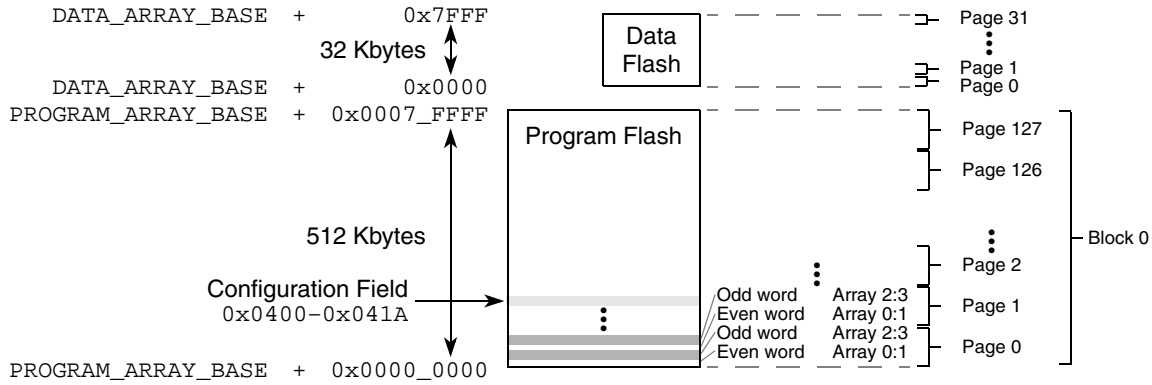 DATA_ARRAY_BASE + 0x7FFF
32 Kbytes
DATA_ARRAY_BASE + 0x0000
PROGRAM_ARRAY_BASE + 0x0007_FFFF
512 Kbytes
Configuration Field
0x0400–0x041A
PROGRAM_ARRAY_BASE + 0x0000_0000
Data
Flash
Program Flash
Odd word Array 2:3
Even word Array 0:1
Odd word Array 2:3
Even word Array 0:1
Page 31
Page 1
Page 0
Page 127
Page 126
Page 2
Page 1
Page 0
Block 0